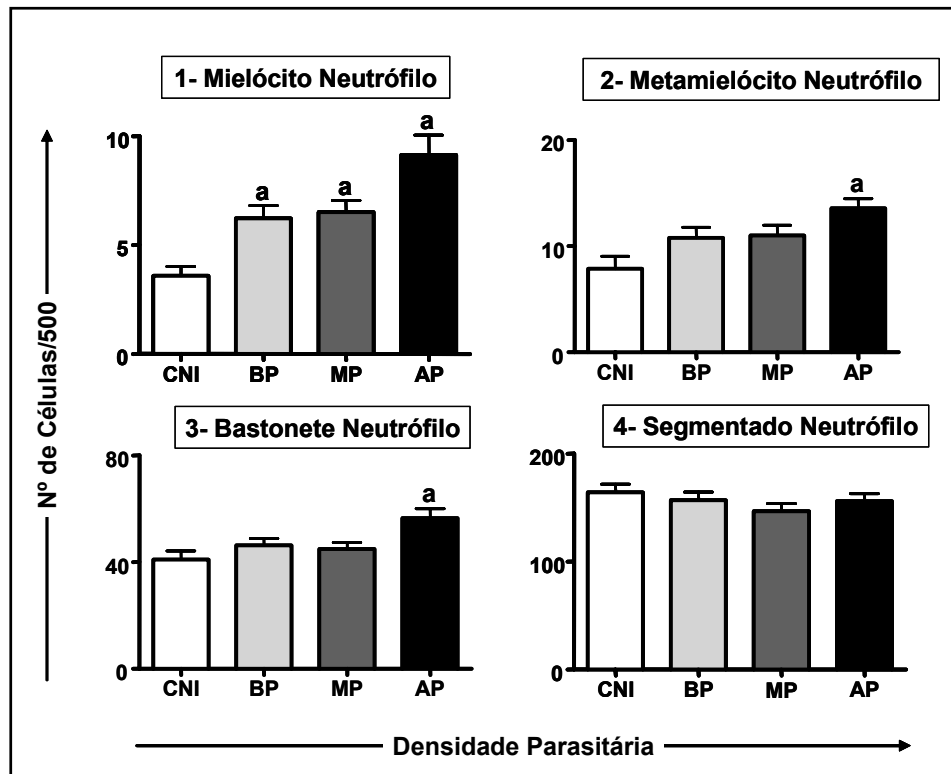 1- Mielócito Neutrófilo
10
5
0
a
a
a
CNI BP MP AP
2- Metamielócito Neutrófilo
20
10
0
a
CNI BP MP AP
3- Bastonete Neutrófilo
80
40
0
a
CNI BP MP AP
4- Segmentado Neutrófilo
200
100
0
CNI BP MP AP
Nº de Células/500
Densidade Parasitária